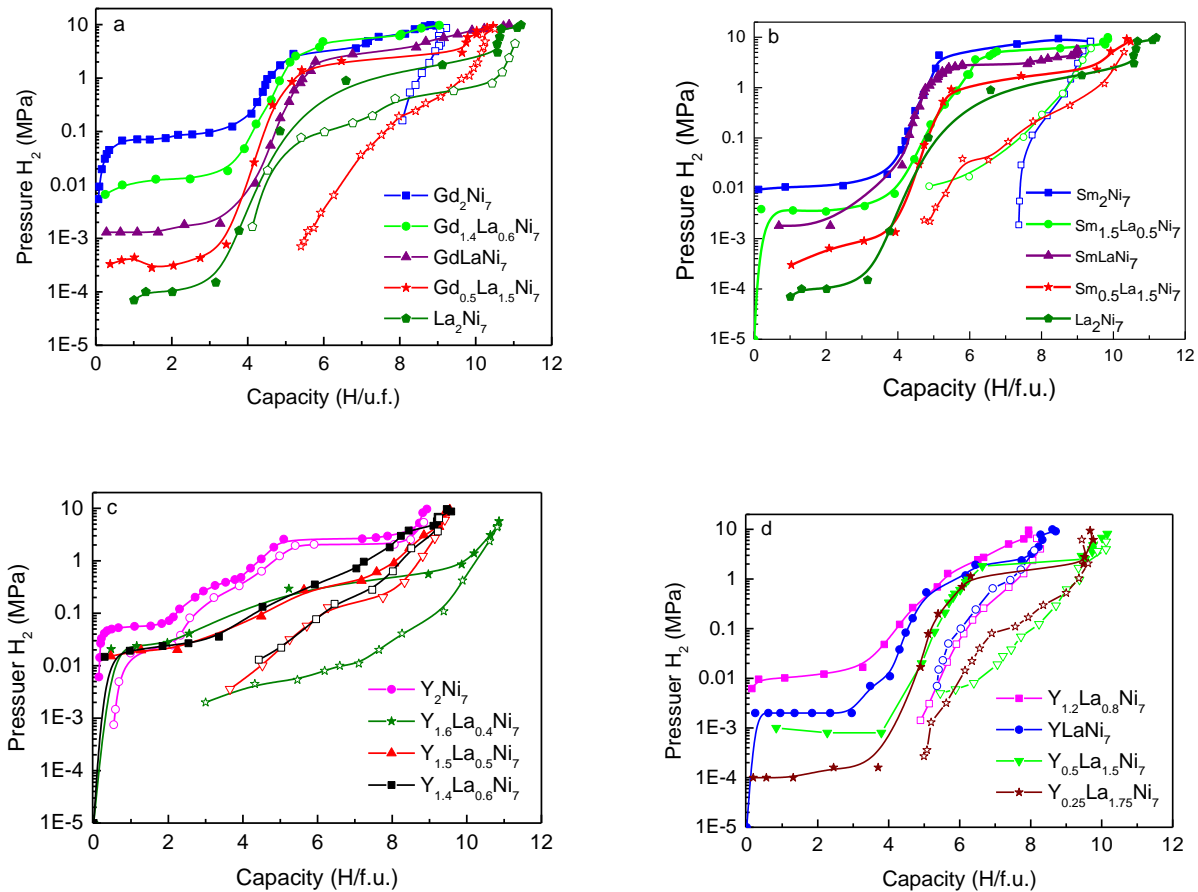 a
Pressure H2 (MPa)
10
1
0.1
0.01
1E-3
1E-4
1E-5
Gd2Ni7
Gd1.4La0.6Ni7
GdLaNi7
Gd0.5La1.5Ni7
La2Ni7
0 2 4 6 8 10 12
Capacity (H/u.f.)
b
Pressure H2 (MPa)
10
1
0.1
0.01
1E-3
1E-4
1E-5
Sm2Ni7
Sm1.5La0.5Ni7
SmLaNi7
Sm0.5La1.5Ni7
La2Ni7
0 2 4 6 8 10 12
Capacity (H/f.u.)
c
Pressuer H2 (MPa)
10
1
0.1
0.01
1E-3
1E-4
1E-5
Y2Ni7
Y1.6La0.4Ni7
Y1.5La0.5Ni7
Y1.4La0.6Ni7
0 2 4 6 8 10 12
Capacity (H/f.u.)
d
Pressuer H2 (MPa)
10
1
0.1
0.01
1E-3
1E-4
1E-5
Y1.2La0.8Ni7
YLaNi7
Y0.5La1.5Ni7
Y0.25La1.75Ni7
0 2 4 6 8 10 12
Capacity (H/f.u.)